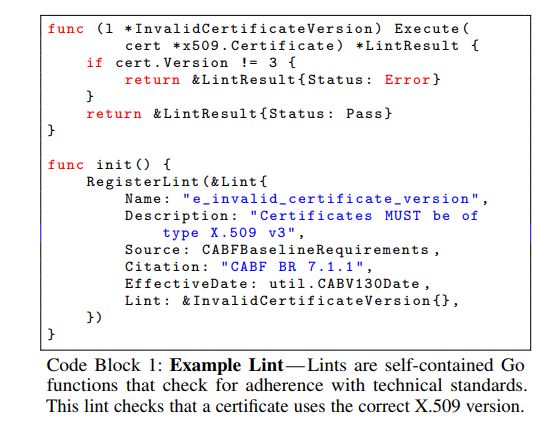 func (l *InvalidCertificateVersion) Execute(
cert *x509.Certificate) *LintResult {
if cert.Version != 3 {
return &LintResult{Status: Error}
}
return &LintResult{Status: Pass}
}
func init() {
RegisterLint(&Lint{
Name: "e_invalid_certificate_version",
Description: "Certificates MUST be of
type X.509 v3",
Source: CABFBaselineRequirements,
Citation: "CABF BR 7.1.1",
EffectiveDate: util.CABV130Date,
Lint: &InvalidCertificateVersion{},
})
}
Code Block 1: Example Lint—Lints are self-contained Go
functions that check for adherence with technical standards.
This lint checks that a certificate uses the correct X.509 version.